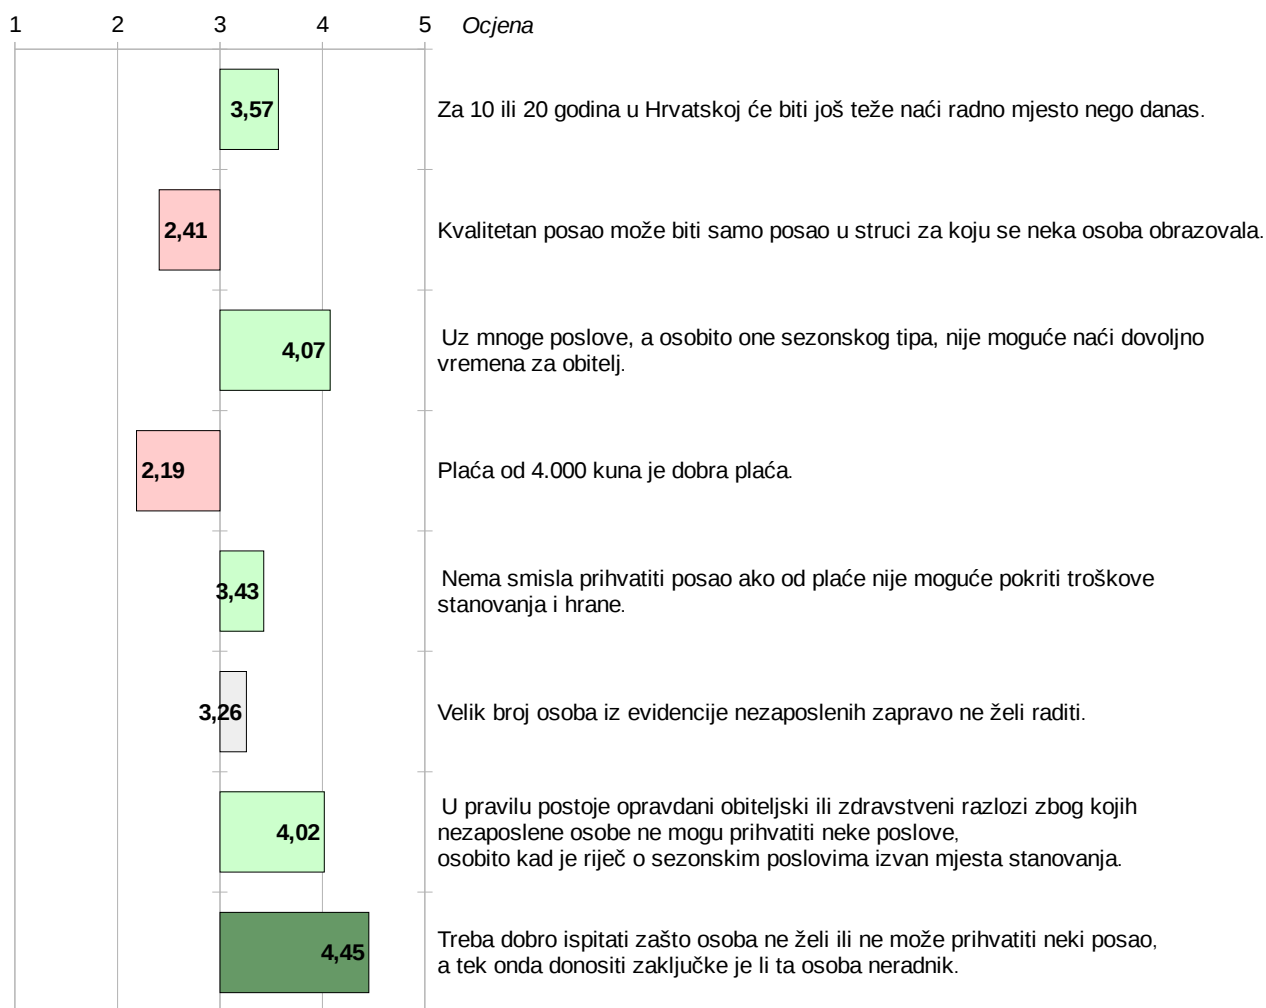 1 2 3 4 5 Ocjena
3,57 Za 10 ili 20 godina u Hrvatskoj će biti još teže naći radno mjesto nego danas.
2,41 Kvalitetan posao može biti samo posao u struci za koju se neka osoba obrazovala.
4,07 Uz mnoge poslove, a osobito one sezonskog tipa, nije moguće naći dovoljno
vremena za obitelj.
2,19 Plaća od 4.000 kuna je dobra plaća.
3,43 Nema smisla prihvatiti posao ako od plaće nije moguće pokriti troškove
stanovanja i hrane.
3,26 Velik broj osoba iz evidencije nezaposlenih zapravo ne želi raditi.
4,02 U pravilu postoje opravdani obiteljski ili zdravstveni razlozi zbog kojih
nezaposlene osobe ne mogu prihvatiti neke poslove,
osobito kad je riječ o sezonskim poslovima izvan mjesta stanovanja.
4,45 Treba dobro ispitati zašto osoba ne želi ili ne može prihvatiti neki posao,
a tek onda donositi zaključke je li ta osoba neradnik.